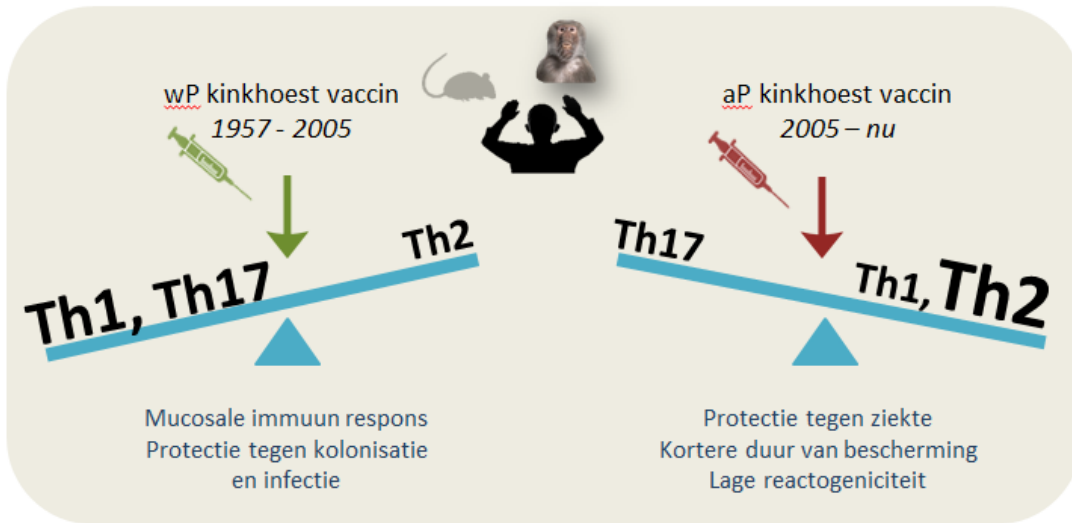 wP kinkhoest vaccin
1957 - 2005
Th1, Th17
Th2
Mucosale immuun respons
Protectie tegen kolonisatie
en infectie
aP kinkhoest vaccin
2005 – nu
Th17
Th1, Th2
Protectie tegen ziekte
Kortere duur van bescherming
Lage reactogeniciteit